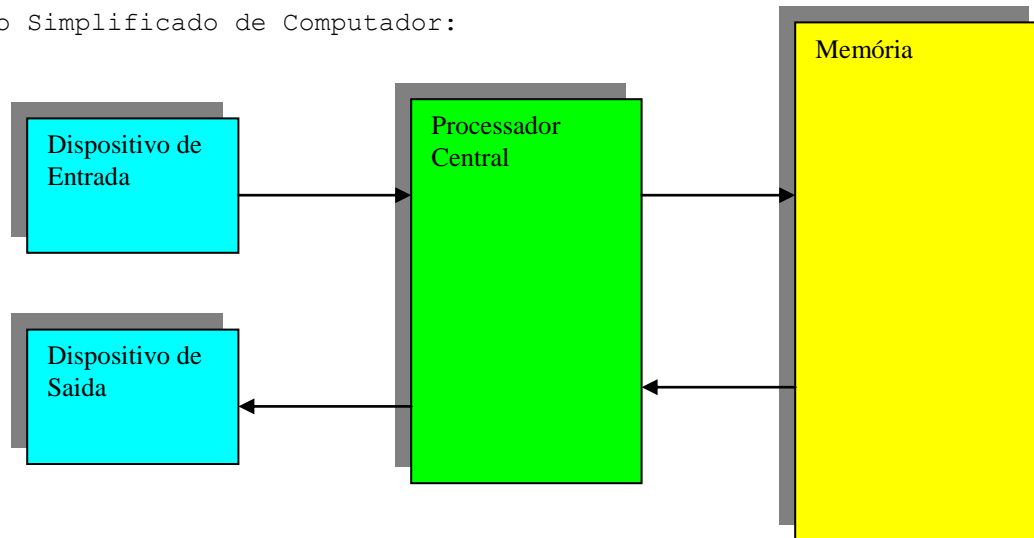 o Simplificado de Computador:
Memória
Processador
Central
Dispositivo de
Entrada
Dispositivo de
Saida